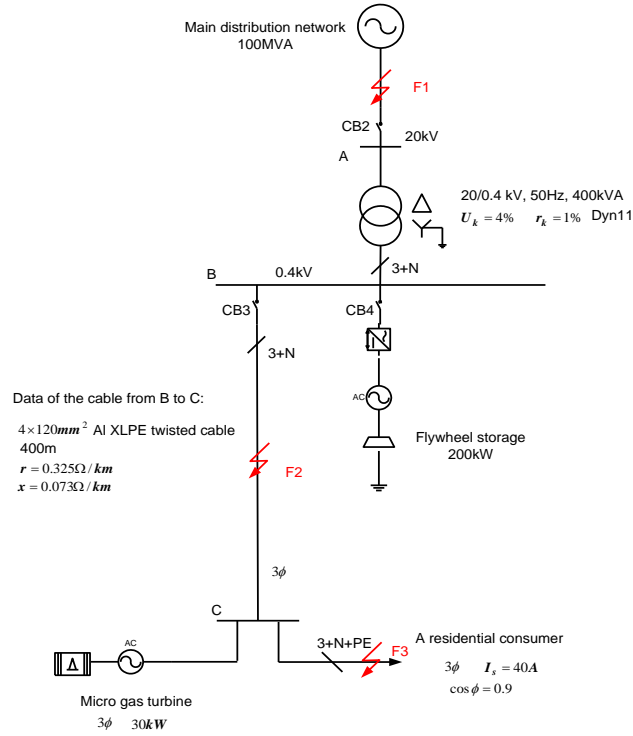 Main distribution network
100MVA
F1
CB2
20kV
A
20/0.4 kV, 50Hz, 400kVA
U_k = 4% r_k = 1% Dyn11
3+N
B
0.4kV
CB3
CB4
3+N
AC
Data of the cable from B to C:
4×120mm² Al XLPE twisted cable
400m
r = 0.325Ω/km
x = 0.073Ω/km
Flywheel storage
200kW
F2
3ϕ
C
AC
3+N+PE
F3
A residential consumer
3ϕ I_s = 40A
cos ϕ = 0.9
Micro gas turbine
3ϕ 30kW